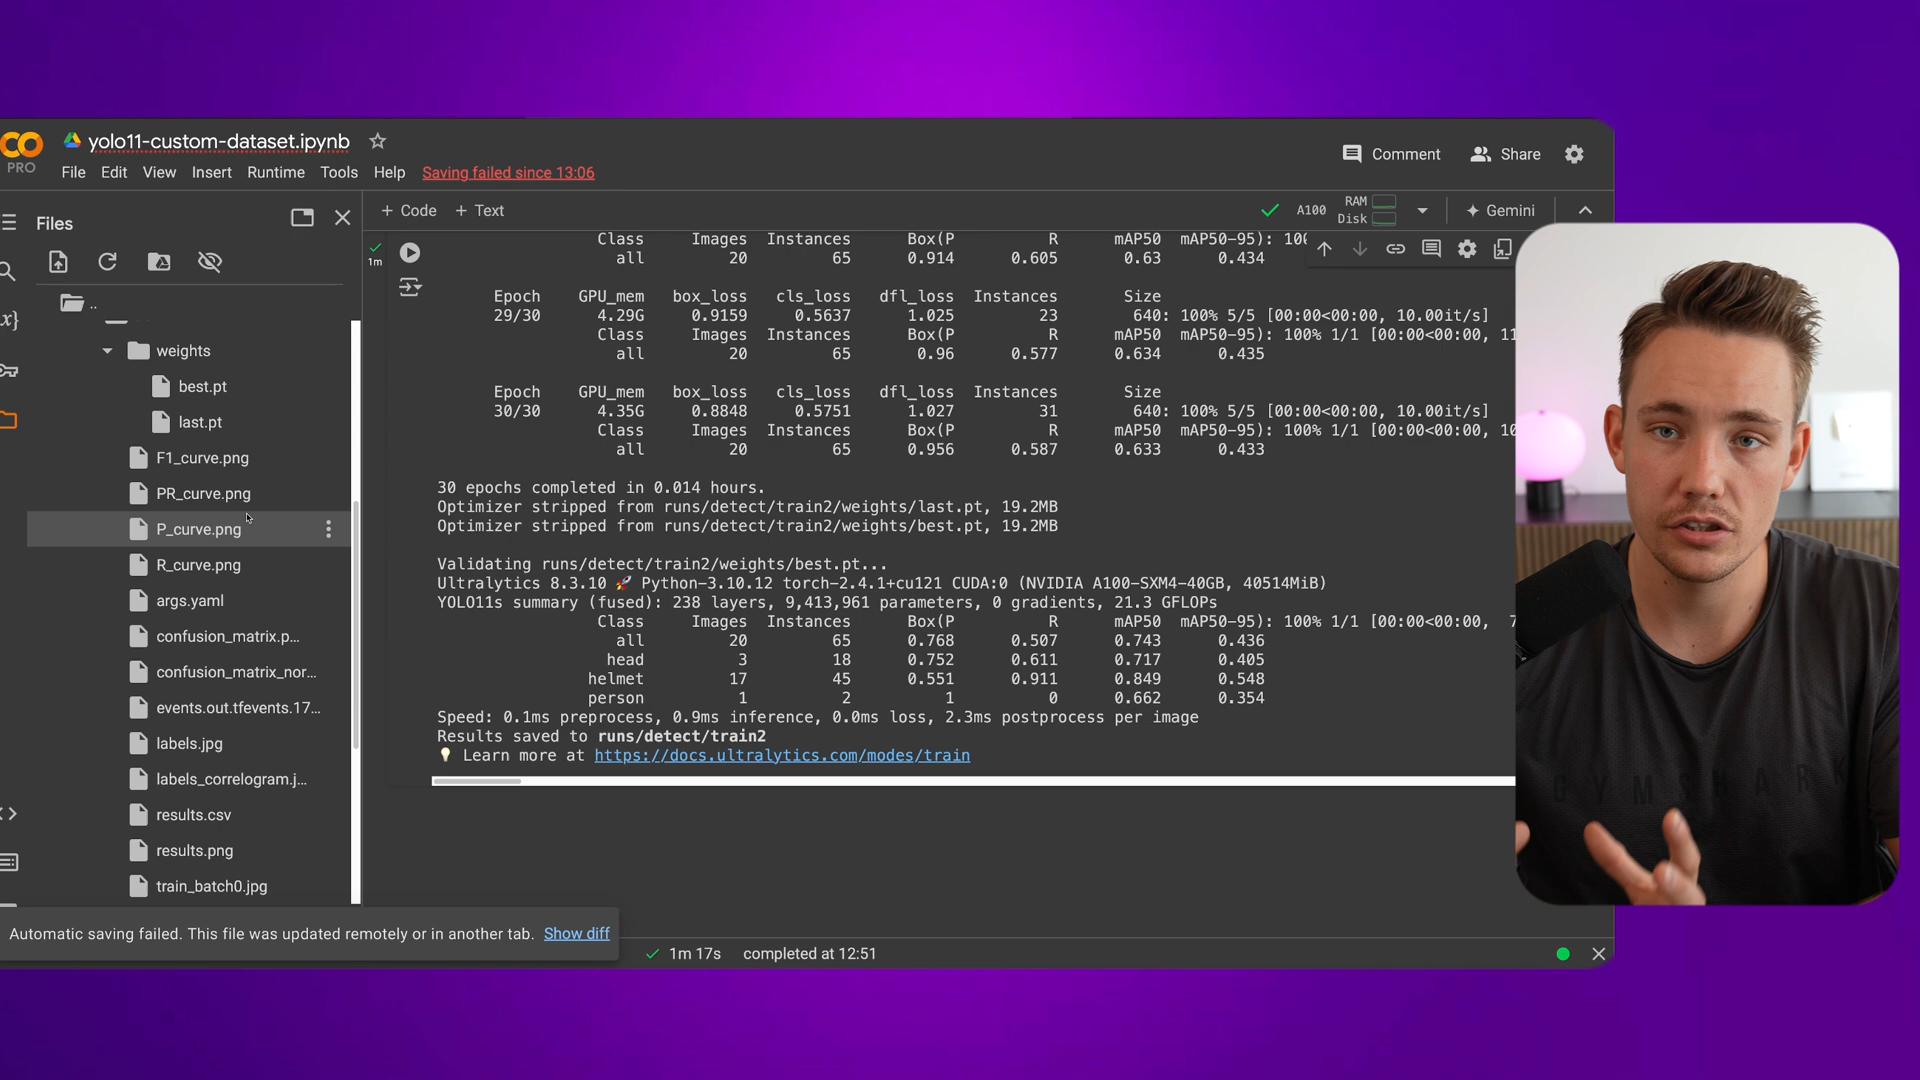 CO
PRO
yolo11-custom-dataset.ipynb
File Edit View Insert Runtime Tools Help Saving failed since 13:06
Comment Share
Files
+ Code + Text
A100 RAM Disk Gemini
..
weights
best.pt
last.pt
F1_curve.png
PR_curve.png
P_curve.png
R_curve.png
args.yaml
confusion_matrix.p...
confusion_matrix_nor...
events.out.tfevents.17...
labels.jpg
labels_correlogram.j...
results.csv
results.png
train_batch0.jpg
{x}
1m
Class Images Instances Box(P R mAP50 mAP50-95): 100
all 20 65 0.914 0.605 0.63 0.434
Epoch GPU_mem box_loss cls_loss dfl_loss Instances Size
29/30 4.29G 0.9159 0.5637 1.025 23 640: 100% 5/5 [00:00<00:00, 10.00it/s]
Class Images Instances Box(P R mAP50 mAP50-95): 100% 1/1 [00:00<00:00, 11
all 20 65 0.96 0.577 0.634 0.435
Epoch GPU_mem box_loss cls_loss dfl_loss Instances Size
30/30 4.35G 0.8848 0.5751 1.027 31 640: 100% 5/5 [00:00<00:00, 10.00it/s]
Class Images Instances Box(P R mAP50 mAP50-95): 100% 1/1 [00:00<00:00, 10
all 20 65 0.956 0.587 0.633 0.433
30 epochs completed in 0.014 hours.
Optimizer stripped from runs/detect/train2/weights/last.pt, 19.2MB
Optimizer stripped from runs/detect/train2/weights/best.pt, 19.2MB
Validating runs/detect/train2/weights/best.pt...
Ultralytics 8.3.10 🚀 Python-3.10.12 torch-2.4.1+cu121 CUDA:0 (NVIDIA A100-SXM4-40GB, 40514MiB)
YOLO11s summary (fused): 238 layers, 9,413,961 parameters, 0 gradients, 21.3 GFLOPs
Class Images Instances Box(P R mAP50 mAP50-95): 100% 1/1 [00:00<00:00, 7
all 20 65 0.768 0.507 0.743 0.436
head 3 18 0.752 0.611 0.717 0.405
helmet 17 45 0.551 0.911 0.849 0.548
person 1 2 1 0 0.662 0.354
Speed: 0.1ms preprocess, 0.9ms inference, 0.0ms loss, 2.3ms postprocess per image
Results saved to runs/detect/train2
💡 Learn more at https://docs.ultralytics.com/modes/train
Automatic saving failed. This file was updated remotely or in another tab. Show diff
1m 17s completed at 12:51
GYMSHARK